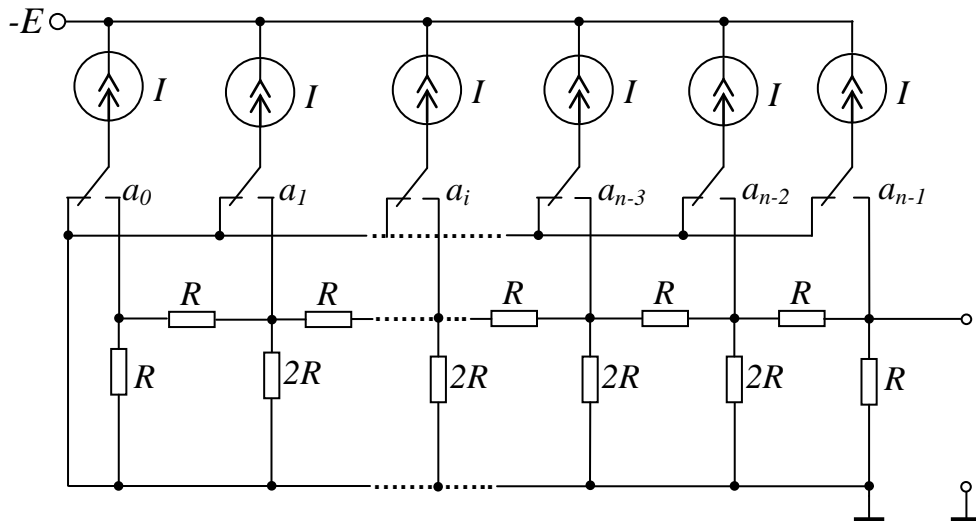 -E
I I I I I I
a0 a1 ai an-3 an-2 an-1
R R R R R
R 2R 2R 2R 2R R